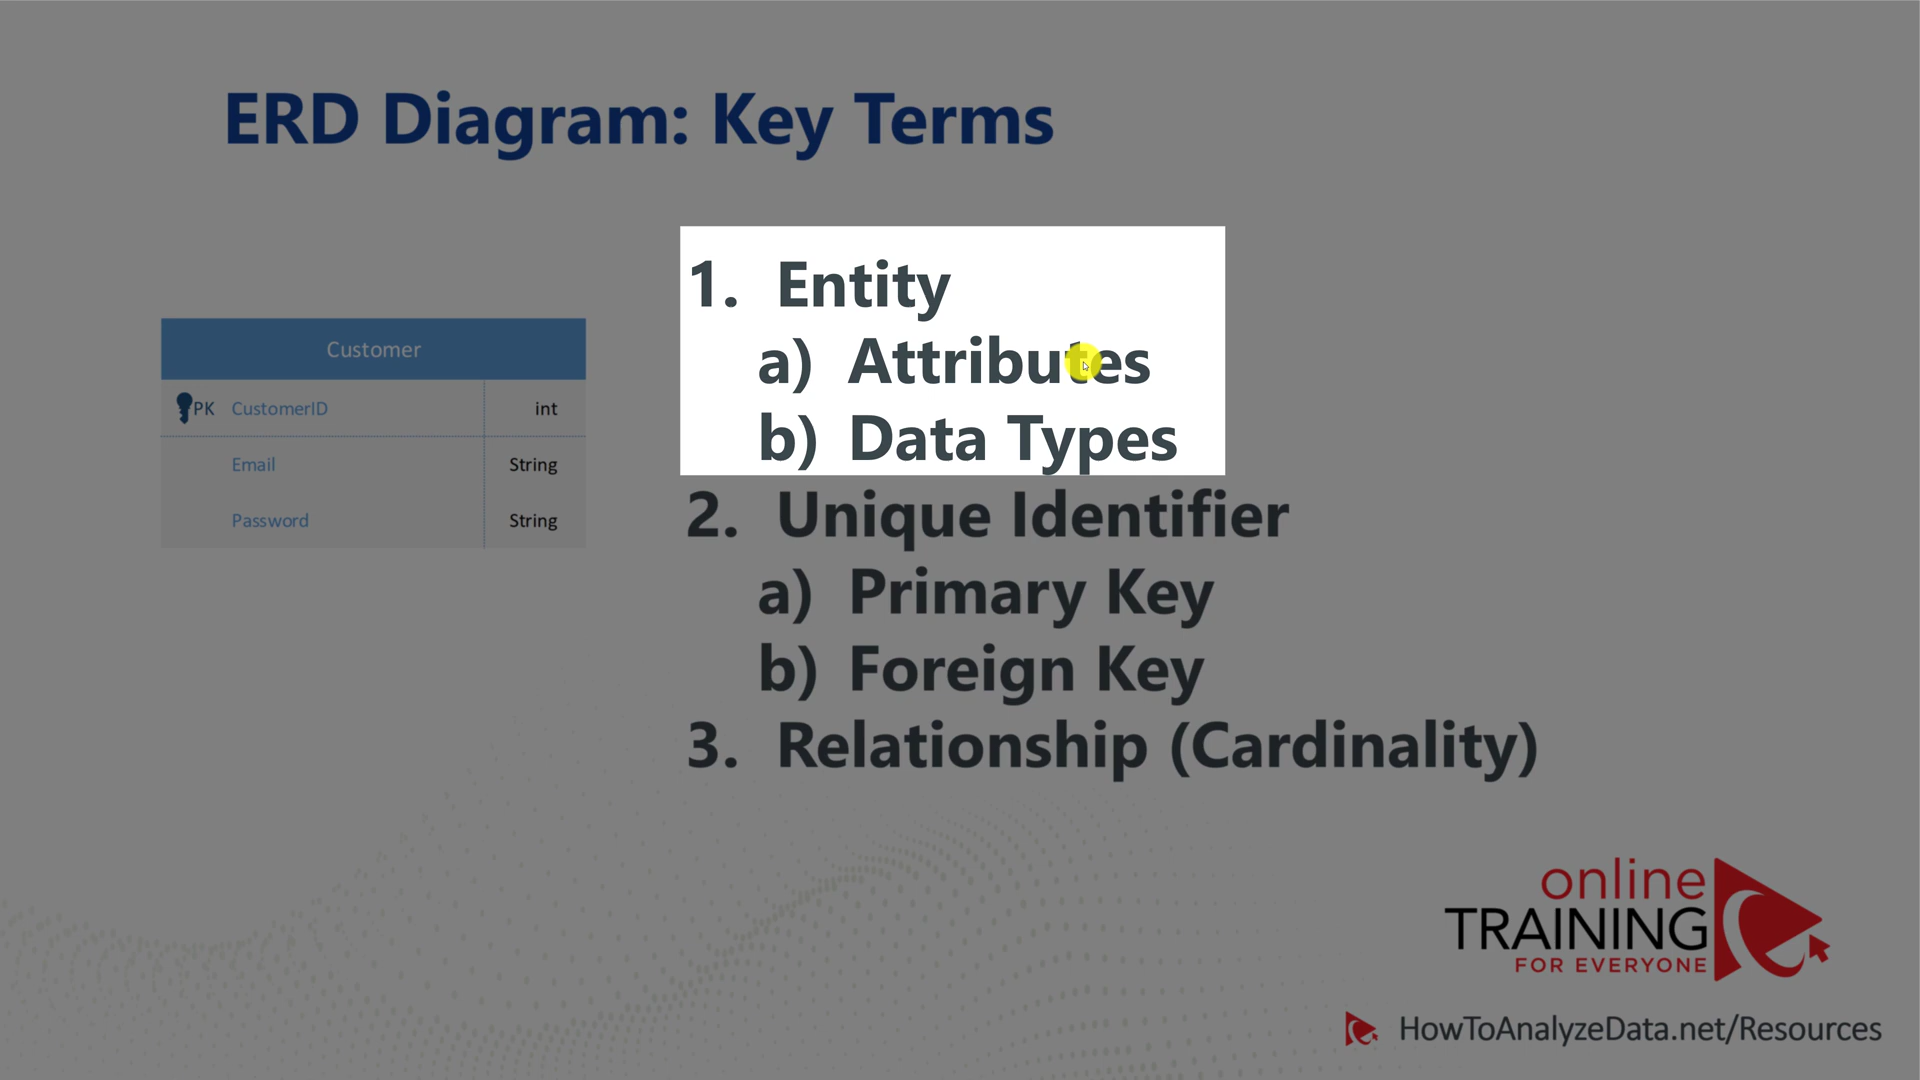 ERD Diagram: Key Terms
Customer
PK CustomerID int
Email String
Password String
1. Entity
a) Attributes
b) Data Types
2. Unique Identifier
a) Primary Key
b) Foreign Key
3. Relationship (Cardinality)
online
TRAINING
FOR EVERYONE
HowToAnalyzeData.net/Resources